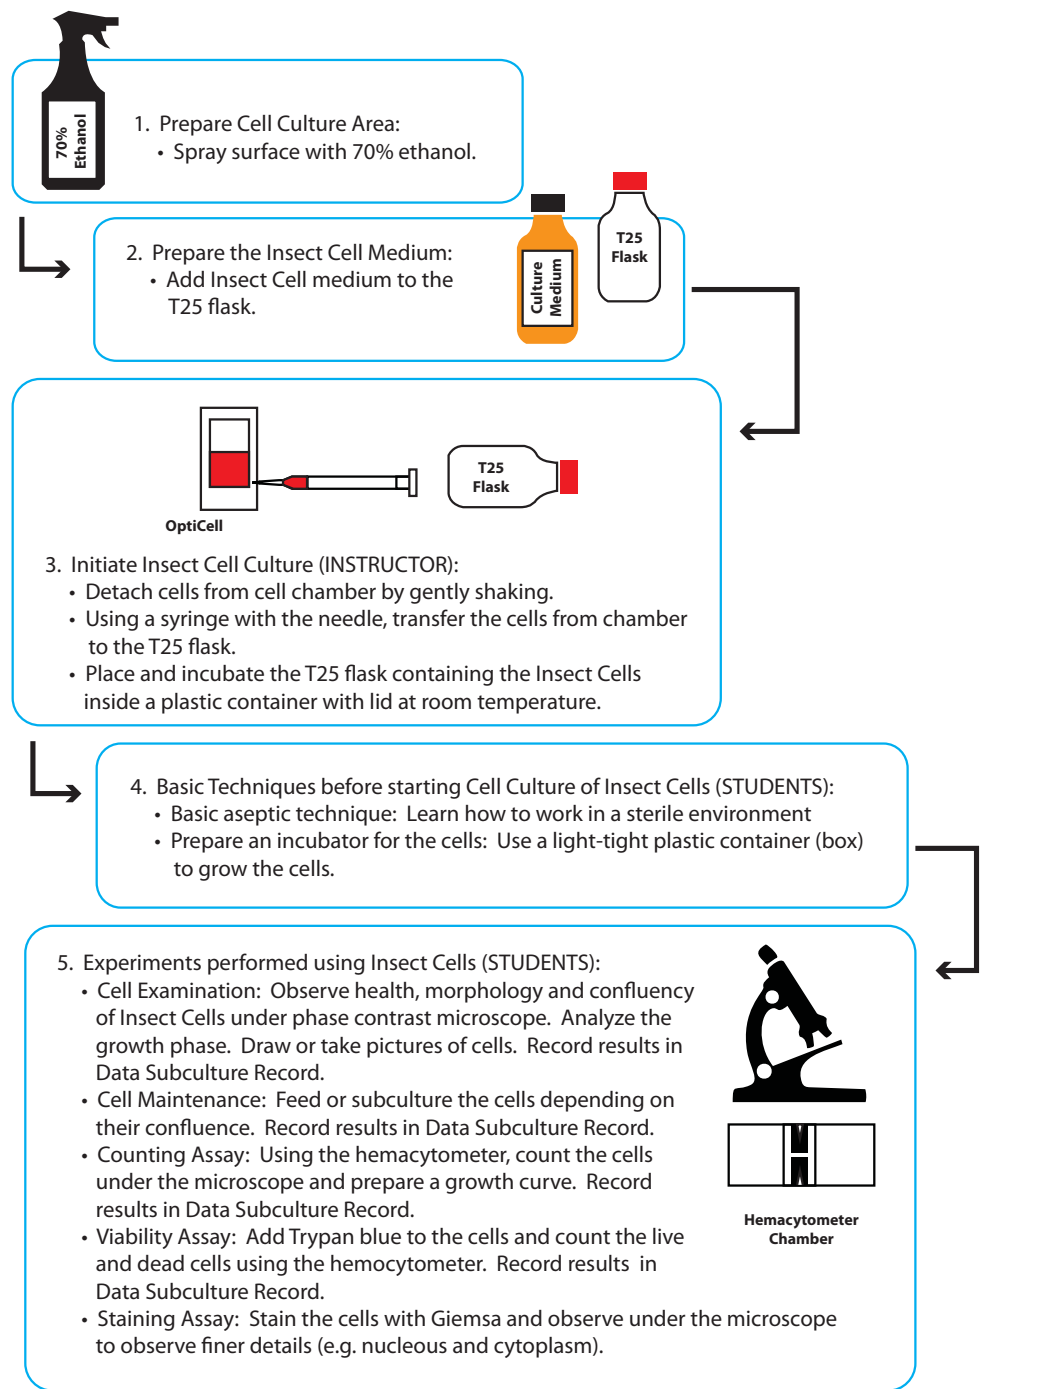 70%
Ethanol
1. Prepare Cell Culture Area:
• Spray surface with 70% ethanol.
2. Prepare the Insect Cell Medium:
• Add Insect Cell medium to the
T25 flask.
Culture
Medium
T25
Flask
OptiCell
T25
Flask
3. Initiate Insect Cell Culture (INSTRUCTOR):
• Detach cells from cell chamber by gently shaking.
• Using a syringe with the needle, transfer the cells from chamber
to the T25 flask.
• Place and incubate the T25 flask containing the Insect Cells
inside a plastic container with lid at room temperature.
4. Basic Techniques before starting Cell Culture of Insect Cells (STUDENTS):
• Basic aseptic technique: Learn how to work in a sterile environment
• Prepare an incubator for the cells: Use a light-tight plastic container (box)
to grow the cells.
5. Experiments performed using Insect Cells (STUDENTS):
• Cell Examination: Observe health, morphology and confluency
of Insect Cells under phase contrast microscope. Analyze the
growth phase. Draw or take pictures of cells. Record results in
Data Subculture Record.
• Cell Maintenance: Feed or subculture the cells depending on
their confluence. Record results in Data Subculture Record.
• Counting Assay: Using the hemacytometer, count the cells
under the microscope and prepare a growth curve. Record
results in Data Subculture Record.
• Viability Assay: Add Trypan blue to the cells and count the live
and dead cells using the hemocytometer. Record results in
Data Subculture Record.
• Staining Assay: Stain the cells with Giemsa and observe under the microscope
to observe finer details (e.g. nucleous and cytoplasm).
Hemacytometer
Chamber